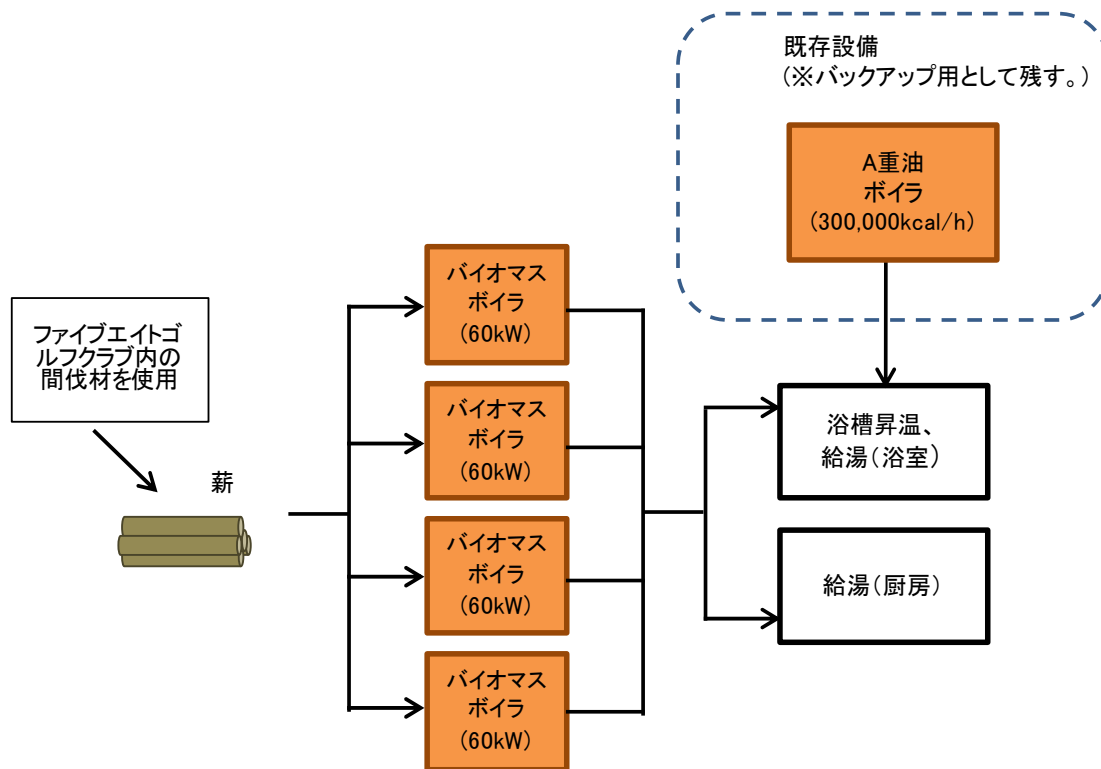 既存設備
(※バックアップ用として残す。)
A重油
ボイラ
(300,000kcal/h)
バイオマス
ボイラ
(60kW)
ファイブエイトゴ
ルフクラブ内の
間伐材を使用
薪
バイオマス
ボイラ
(60kW)
浴槽昇温、
給湯(浴室)
バイオマス
ボイラ
(60kW)
給湯(厨房)
バイオマス
ボイラ
(60kW)